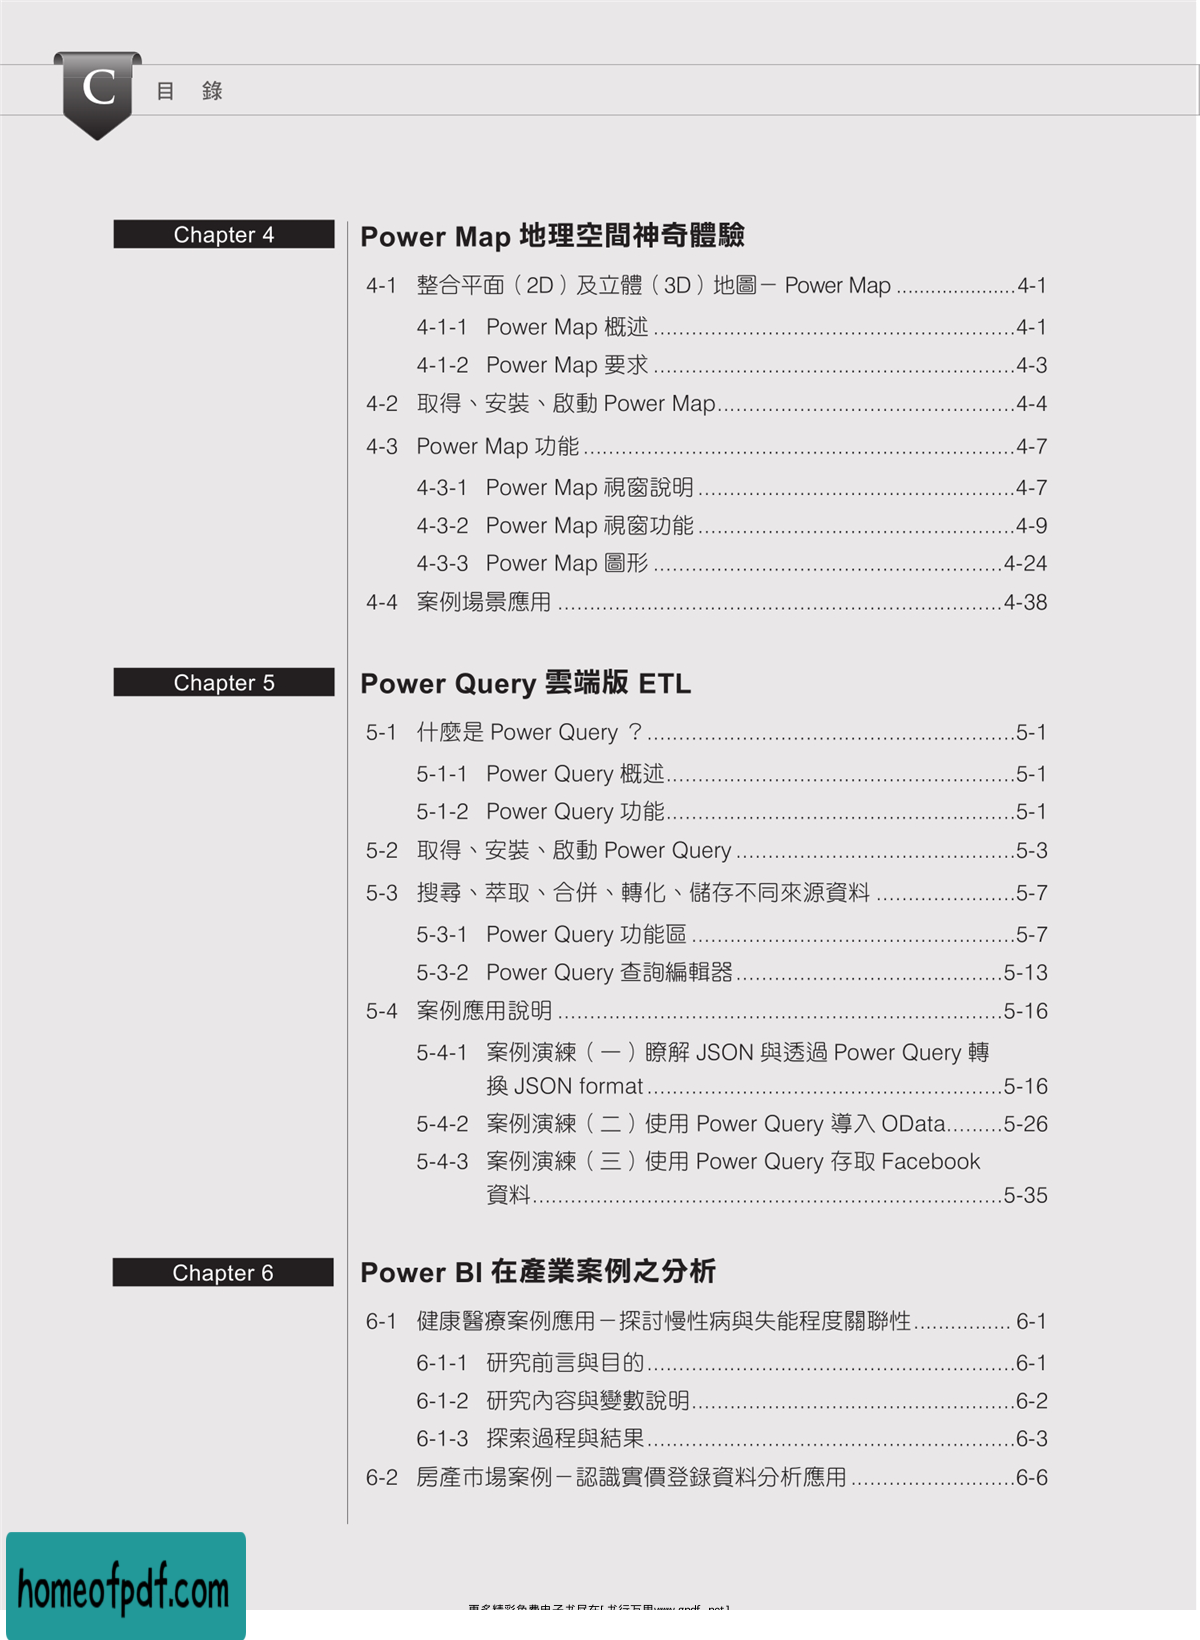 C 目 錄
Chapter 4
Power Map 地理空間神奇體驗
4-1 整合平面（2D）及立體（3D）地圖－ Power Map .....................4-1
4-1-1 Power Map 概述.........................................................4-1
4-1-2 Power Map 要求.........................................................4-3
4-2 取得、安裝、啟動 Power Map...............................................4-4
4-3 Power Map 功能....................................................................4-7
4-3-1 Power Map 視窗說明..................................................4-7
4-3-2 Power Map 視窗功能..................................................4-9
4-3-3 Power Map 圖形.......................................................4-24
4-4 案例場景應用......................................................................4-38
Chapter 5
Power Query 雲端版 ETL
5-1 什麼是 Power Query ？..........................................................5-1
5-1-1 Power Query 概述.......................................................5-1
5-1-2 Power Query 功能.......................................................5-1
5-2 取得、安裝、啟動 Power Query............................................5-3
5-3 搜尋、萃取、合併、轉化、儲存不同來源資料......................5-7
5-3-1 Power Query 功能區...................................................5-7
5-3-2 Power Query 查詢編輯器..........................................5-13
5-4 案例應用說明......................................................................5-16
5-4-1 案例演練（一）瞭解 JSON 與透過 Power Query 轉
換 JSON format........................................................5-16
5-4-2 案例演練（二）使用 Power Query 導入 OData.........5-26
5-4-3 案例演練（三）使用 Power Query 存取 Facebook
資料..........................................................................5-35
Chapter 6
Power BI 在產業案例之分析
6-1 健康醫療案例應用－探討慢性病與失能程度關聯性................ 6-1
6-1-1 研究前言與目的..........................................................6-1
6-1-2 研究內容與變數說明...................................................6-2
6-1-3 探索過程與結果..........................................................6-3
6-2 房產市場案例－認識實價登錄資料分析應用..........................6-6
homeofpdf.com